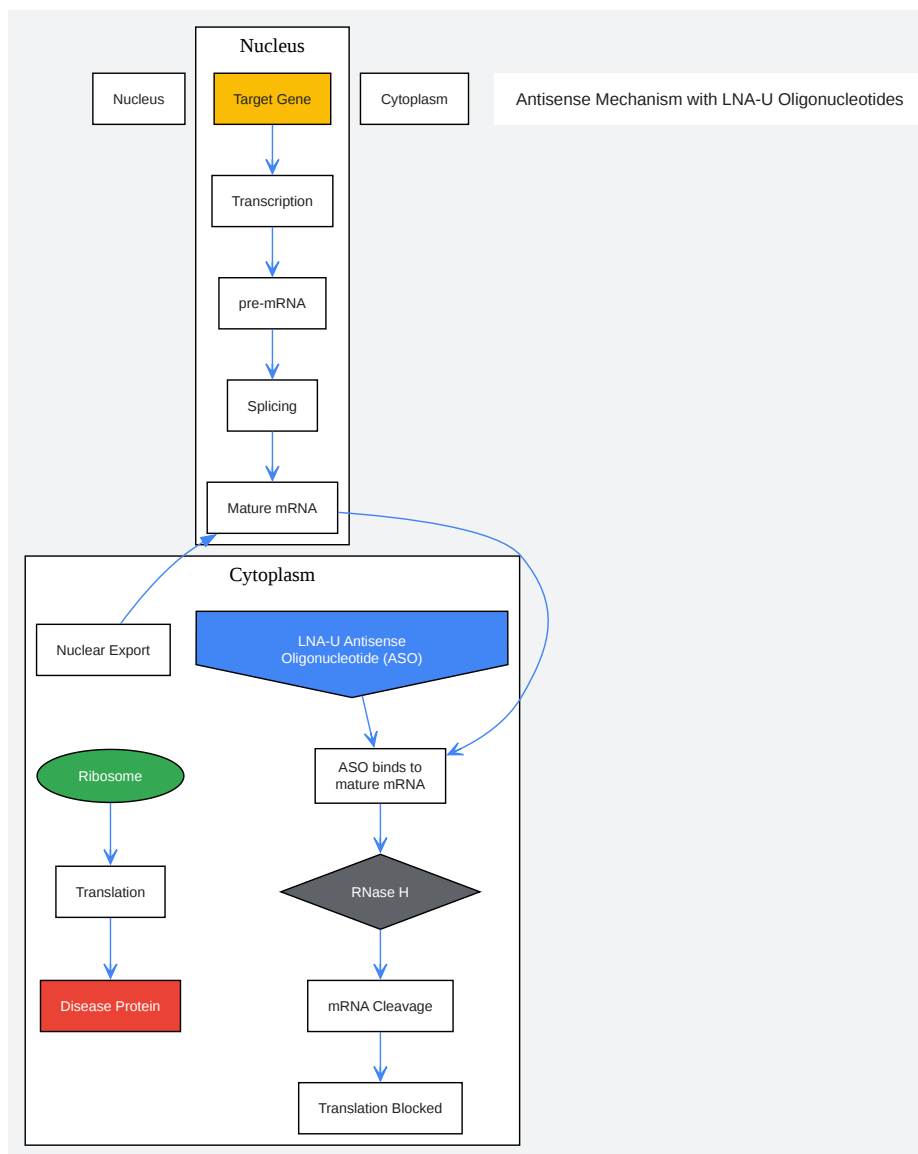 Nucleus
Nucleus
Target Gene
Cytoplasm
Antisense Mechanism with LNA-U Oligonucleotides
Transcription
pre-mRNA
Splicing
Mature mRNA
Cytoplasm
Nuclear Export
LNA-U Antisense
Oligonucleotide (ASO)
Ribosome
ASO binds to
mature mRNA
Translation
RNase H
Disease Protein
mRNA Cleavage
Translation Blocked